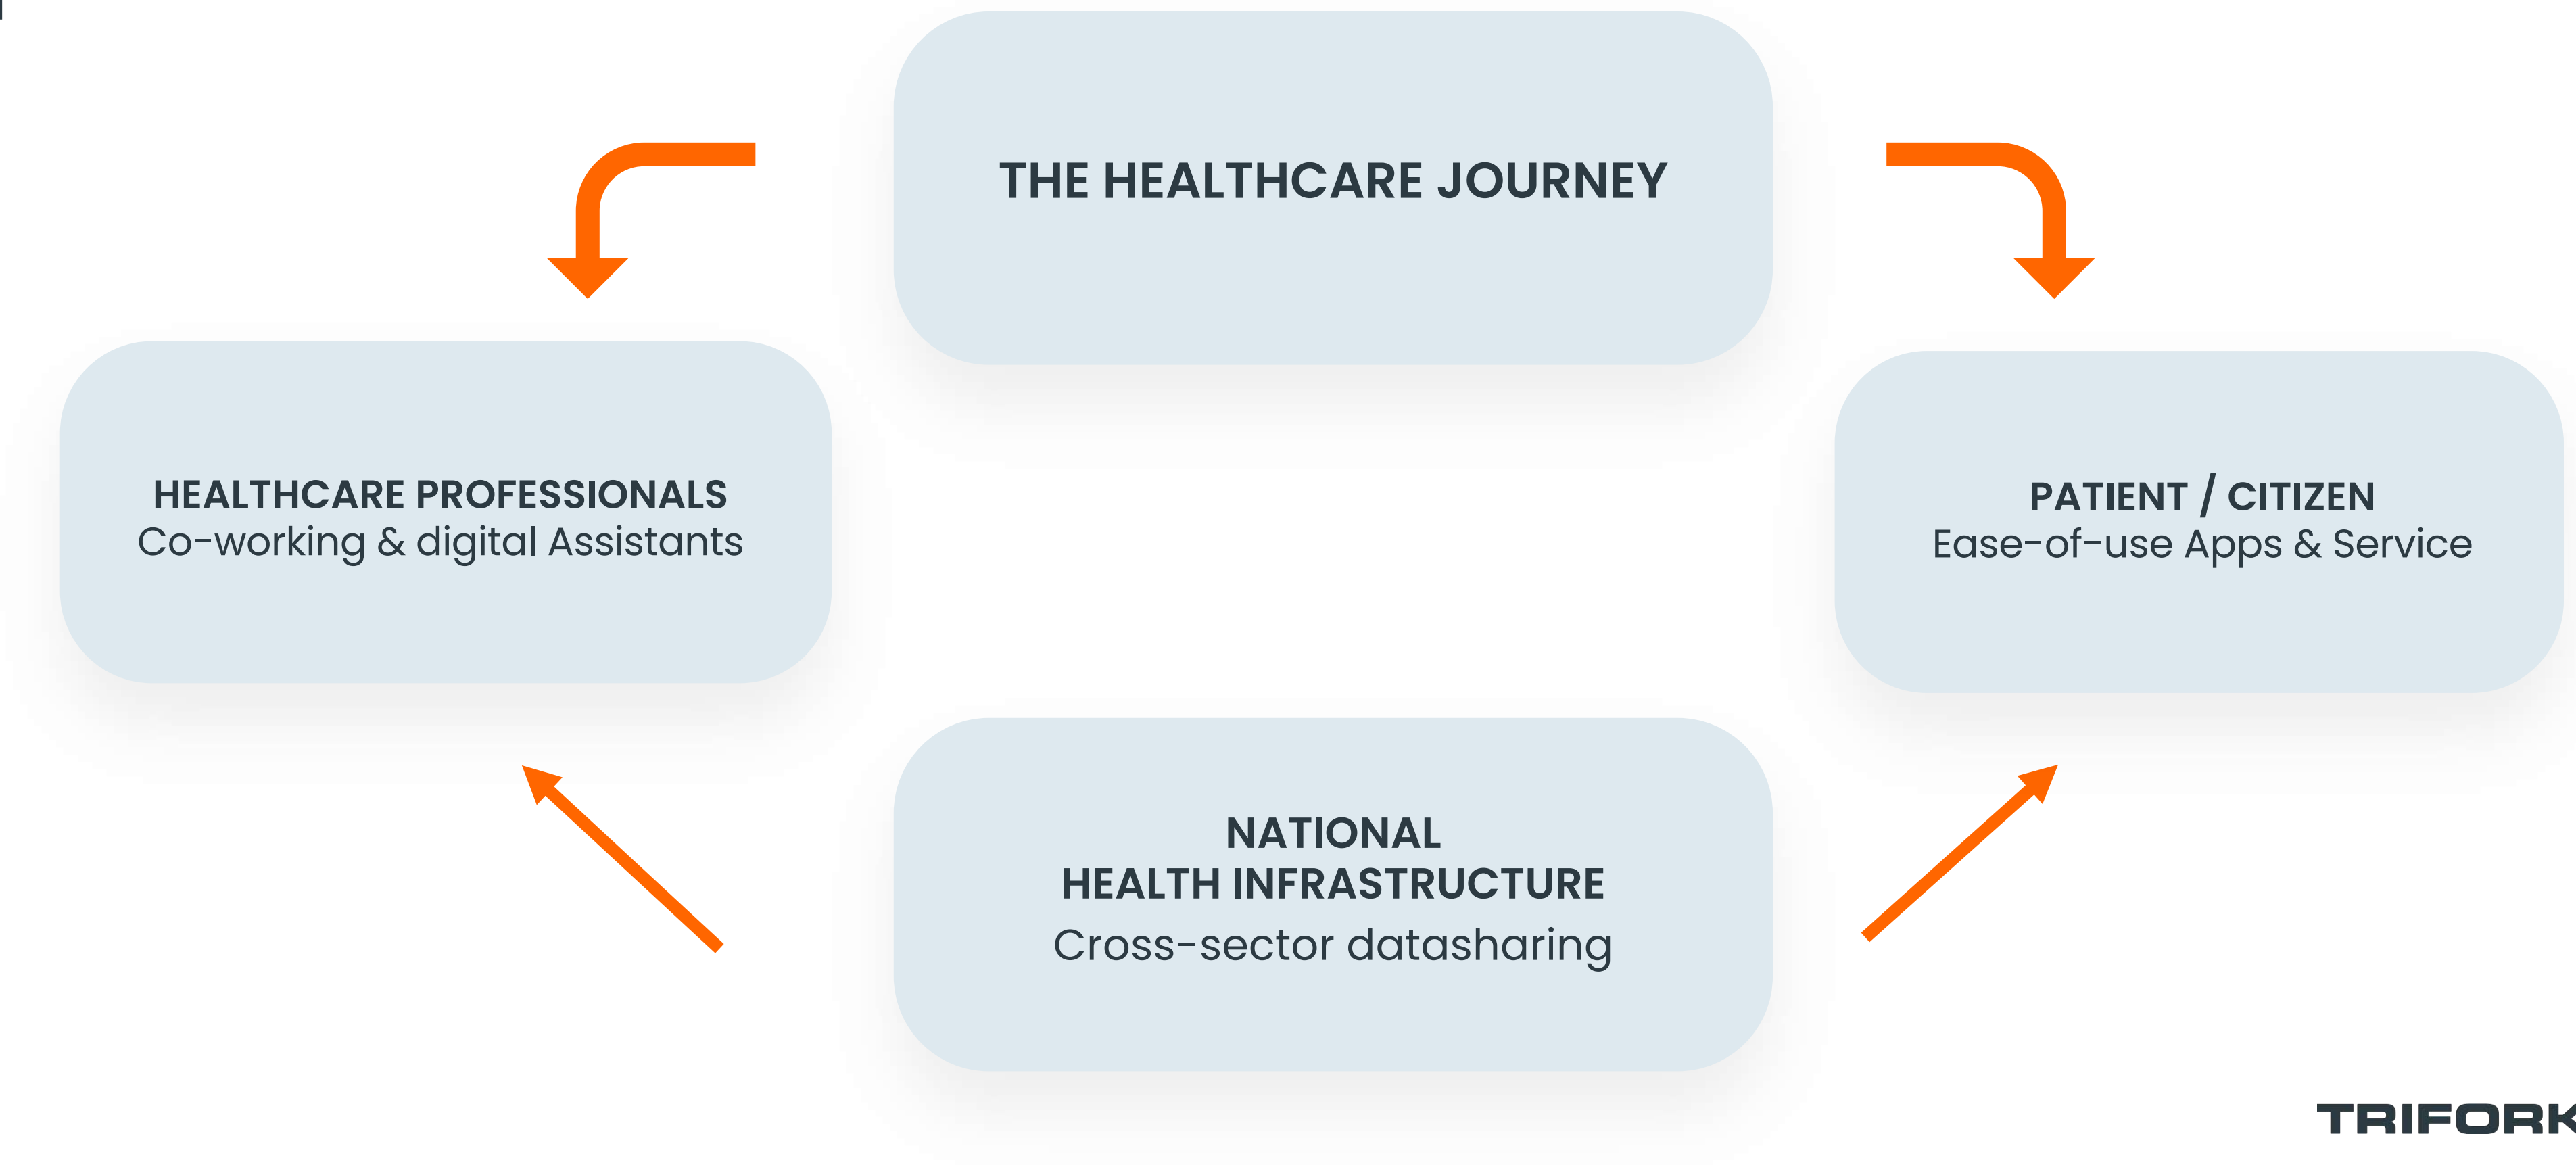 THE HEALTHCARE JOURNEY
HEALTHCARE PROFESSIONALS
Co-working & digital Assistants
PATIENT / CITIZEN
Ease-of-use Apps & Service
NATIONAL
HEALTH INFRASTRUCTURE
Cross-sector datasharing
TRIFORK